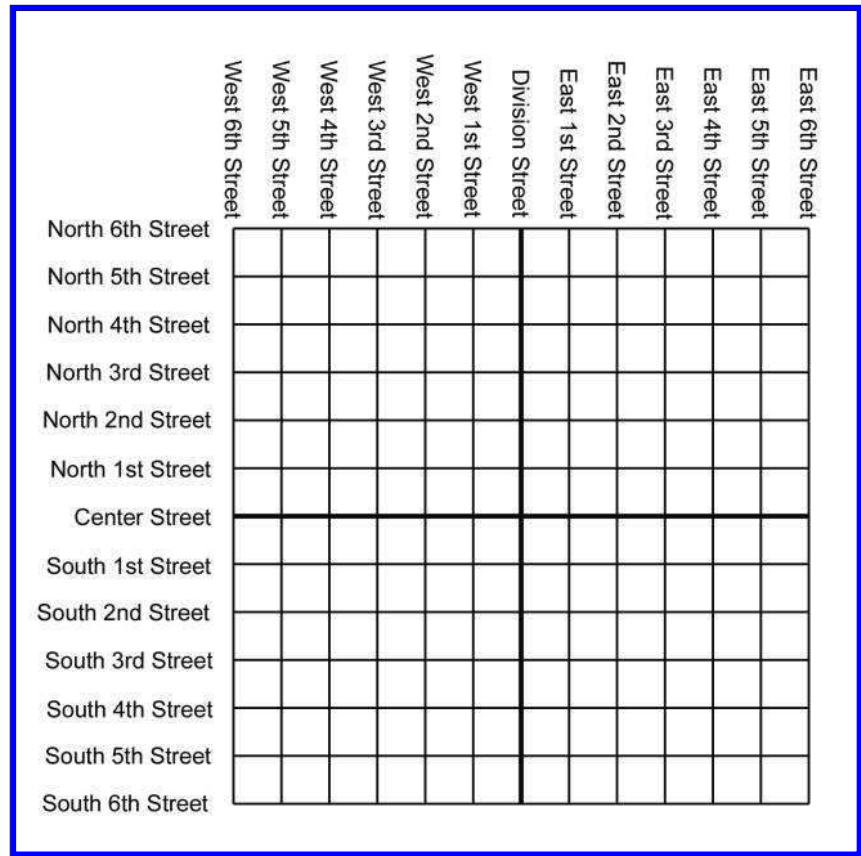 West 6th Street
West 5th Street
West 4th Street
West 3rd Street
West 2nd Street
West 1st Street
Division Street
East 1st Street
East 2nd Street
East 3rd Street
East 4th Street
East 5th Street
East 6th Street
North 6th Street
North 5th Street
North 4th Street
North 3rd Street
North 2nd Street
North 1st Street
Center Street
South 1st Street
South 2nd Street
South 3rd Street
South 4th Street
South 5th Street
South 6th Street